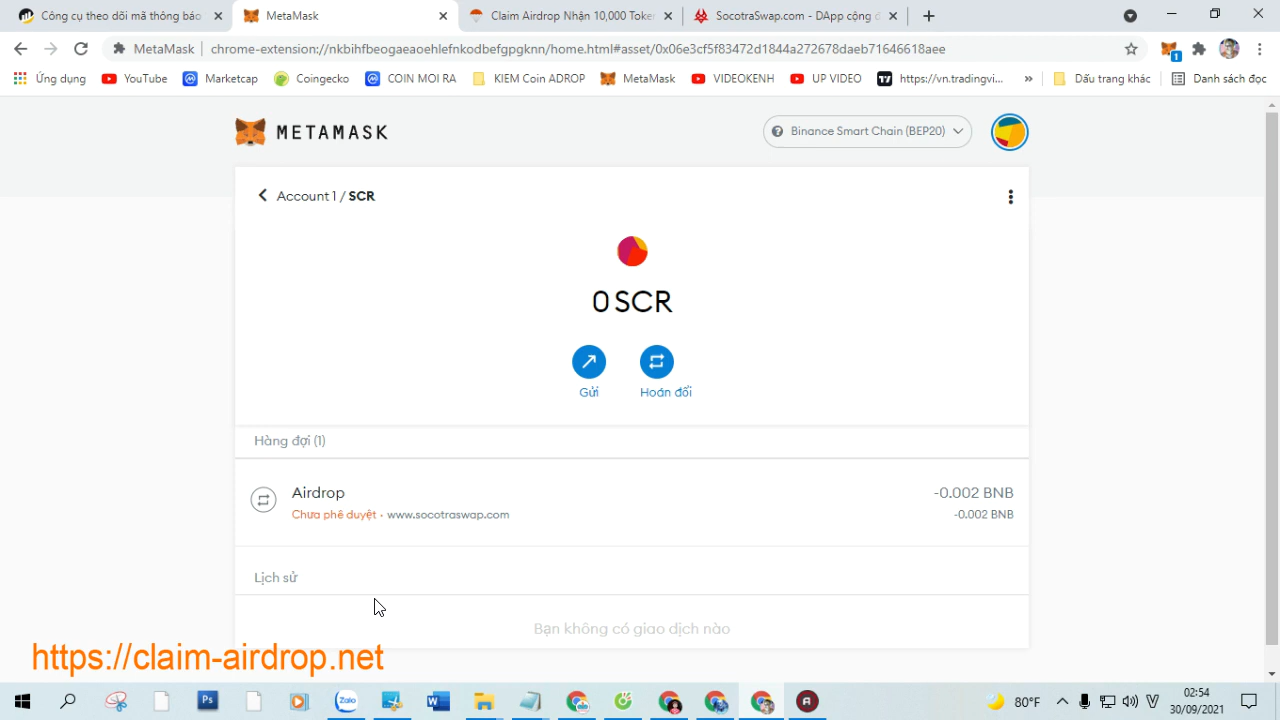 Công cụ theo dõi mã thông báo
MetaMask
Claim Airdrop Nhận 10,000 Token
SocotraSwap.com - DApp cộng đ
MetaMask
chrome-extension://nkbihfbeogaeaoehlefnkodbefgpgknn/home.html#asset/0x06e3cf5f83472d1844a272678daeb71646618aee
1
Ứng dụng
YouTube
Marketcap
Coingecko
COIN MOI RA
KIEM Coin ADROP
MetaMask
VIDEOKENH
UP VIDEO
https://vn.tradingvi...
»
Dấu trang khác
Danh sách đọc
METAMASK
Binance Smart Chain (BEP20)
Account 1 / SCR
0 SCR
Gửi
Hoán đổi
Hàng đợi (1)
Airdrop
-0.002 BNB
Chưa phê duyệt · www.socotraswap.com
-0.002 BNB
Lịch sử
Bạn không có giao dịch nào
https://claim-airdrop.net
80°F
02:54
30/09/2021